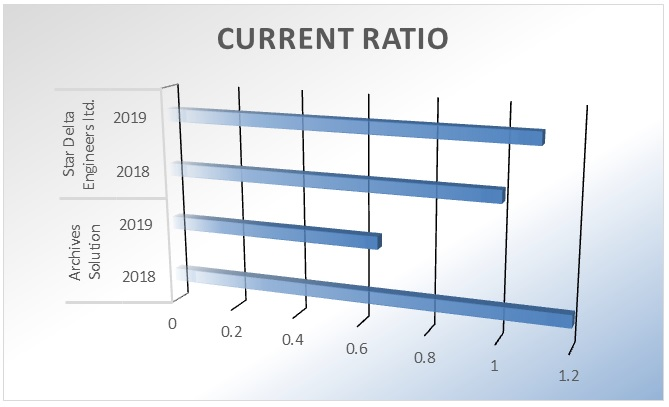 CURRENT RATIO
Star Delta
Engineers ltd.
2019
2018
Archives
Solution
2019
2018
0
0.2
0.4
0.6
0.8
1
1.2